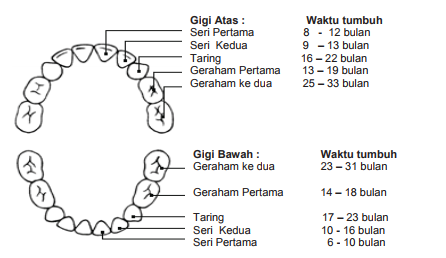 Gigi Atas : Waktu tumbuh
Seri Pertama 8 - 12 bulan
Seri Kedua 9 – 13 bulan
Taring 16 – 22 bulan
Geraham Pertama 13 – 19 bulan
Geraham ke dua 25 – 33 bulan
Gigi Bawah : Waktu tumbuh
Geraham ke dua 23 – 31 bulan
Geraham Pertama 14 – 18 bulan
Taring 17 – 23 bulan
Seri Kedua 10 - 16 bulan
Seri Pertama 6 - 10 bulan